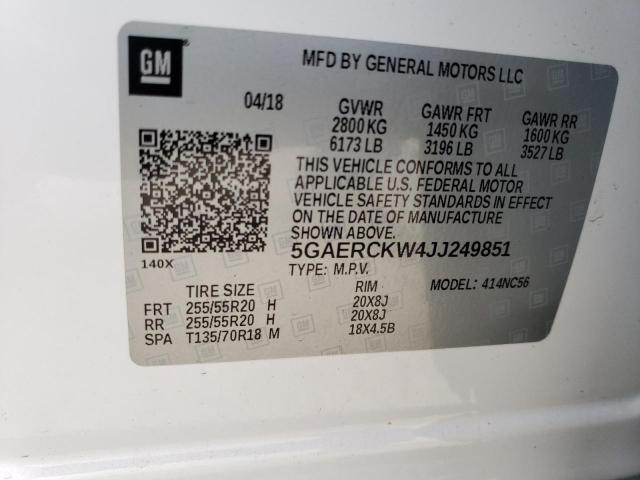 GM
MFD BY GENERAL MOTORS LLC
04/18 GVWR GAWR FRT GAWR RR
2800 KG 1450 KG 1600 KG
6173 LB 3196 LB 3527 LB
THIS VEHICLE CONFORMS TO ALL
APPLICABLE U.S. FEDERAL MOTOR
VEHICLE SAFETY STANDARDS IN EFFECT
ON THE DATE OF MANUFACTURE
SHOWN ABOVE.
140X 5GAERCKW4JJ249851
TYPE: M.P.V. MODEL: 414NC56
TIRE SIZE RIM
FRT 255/55R20 H 20X8J
RR 255/55R20 H 20X8J
SPA T135/70R18 M 18X4.5B